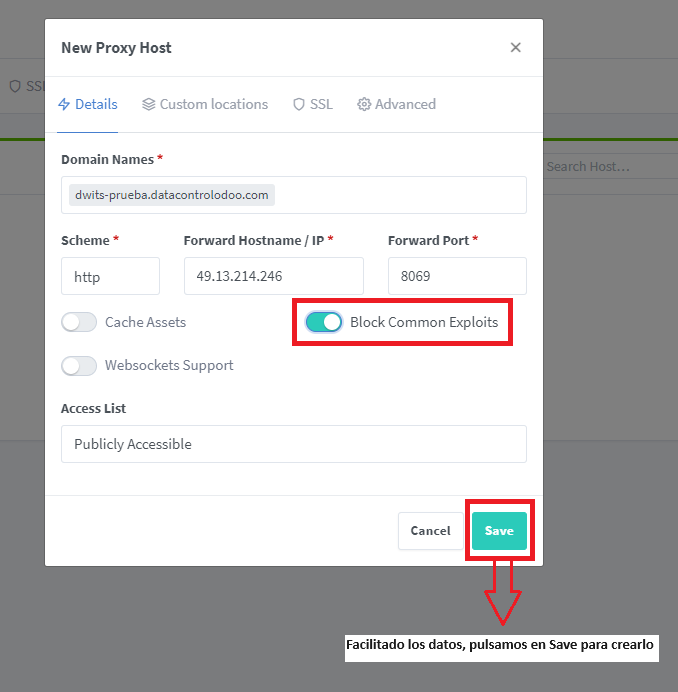 New Proxy Host
SSL
Details Custom locations SSL Advanced
Search Host…
Domain Names *
dwits-prueba.datacontrolodoo.com
Scheme * Forward Hostname / IP * Forward Port *
http 49.13.214.246 8069
Cache Assets Block Common Exploits
Websockets Support
Access List
Publicly Accessible
Cancel Save
Facilitado los datos, pulsamos en Save para crearlo